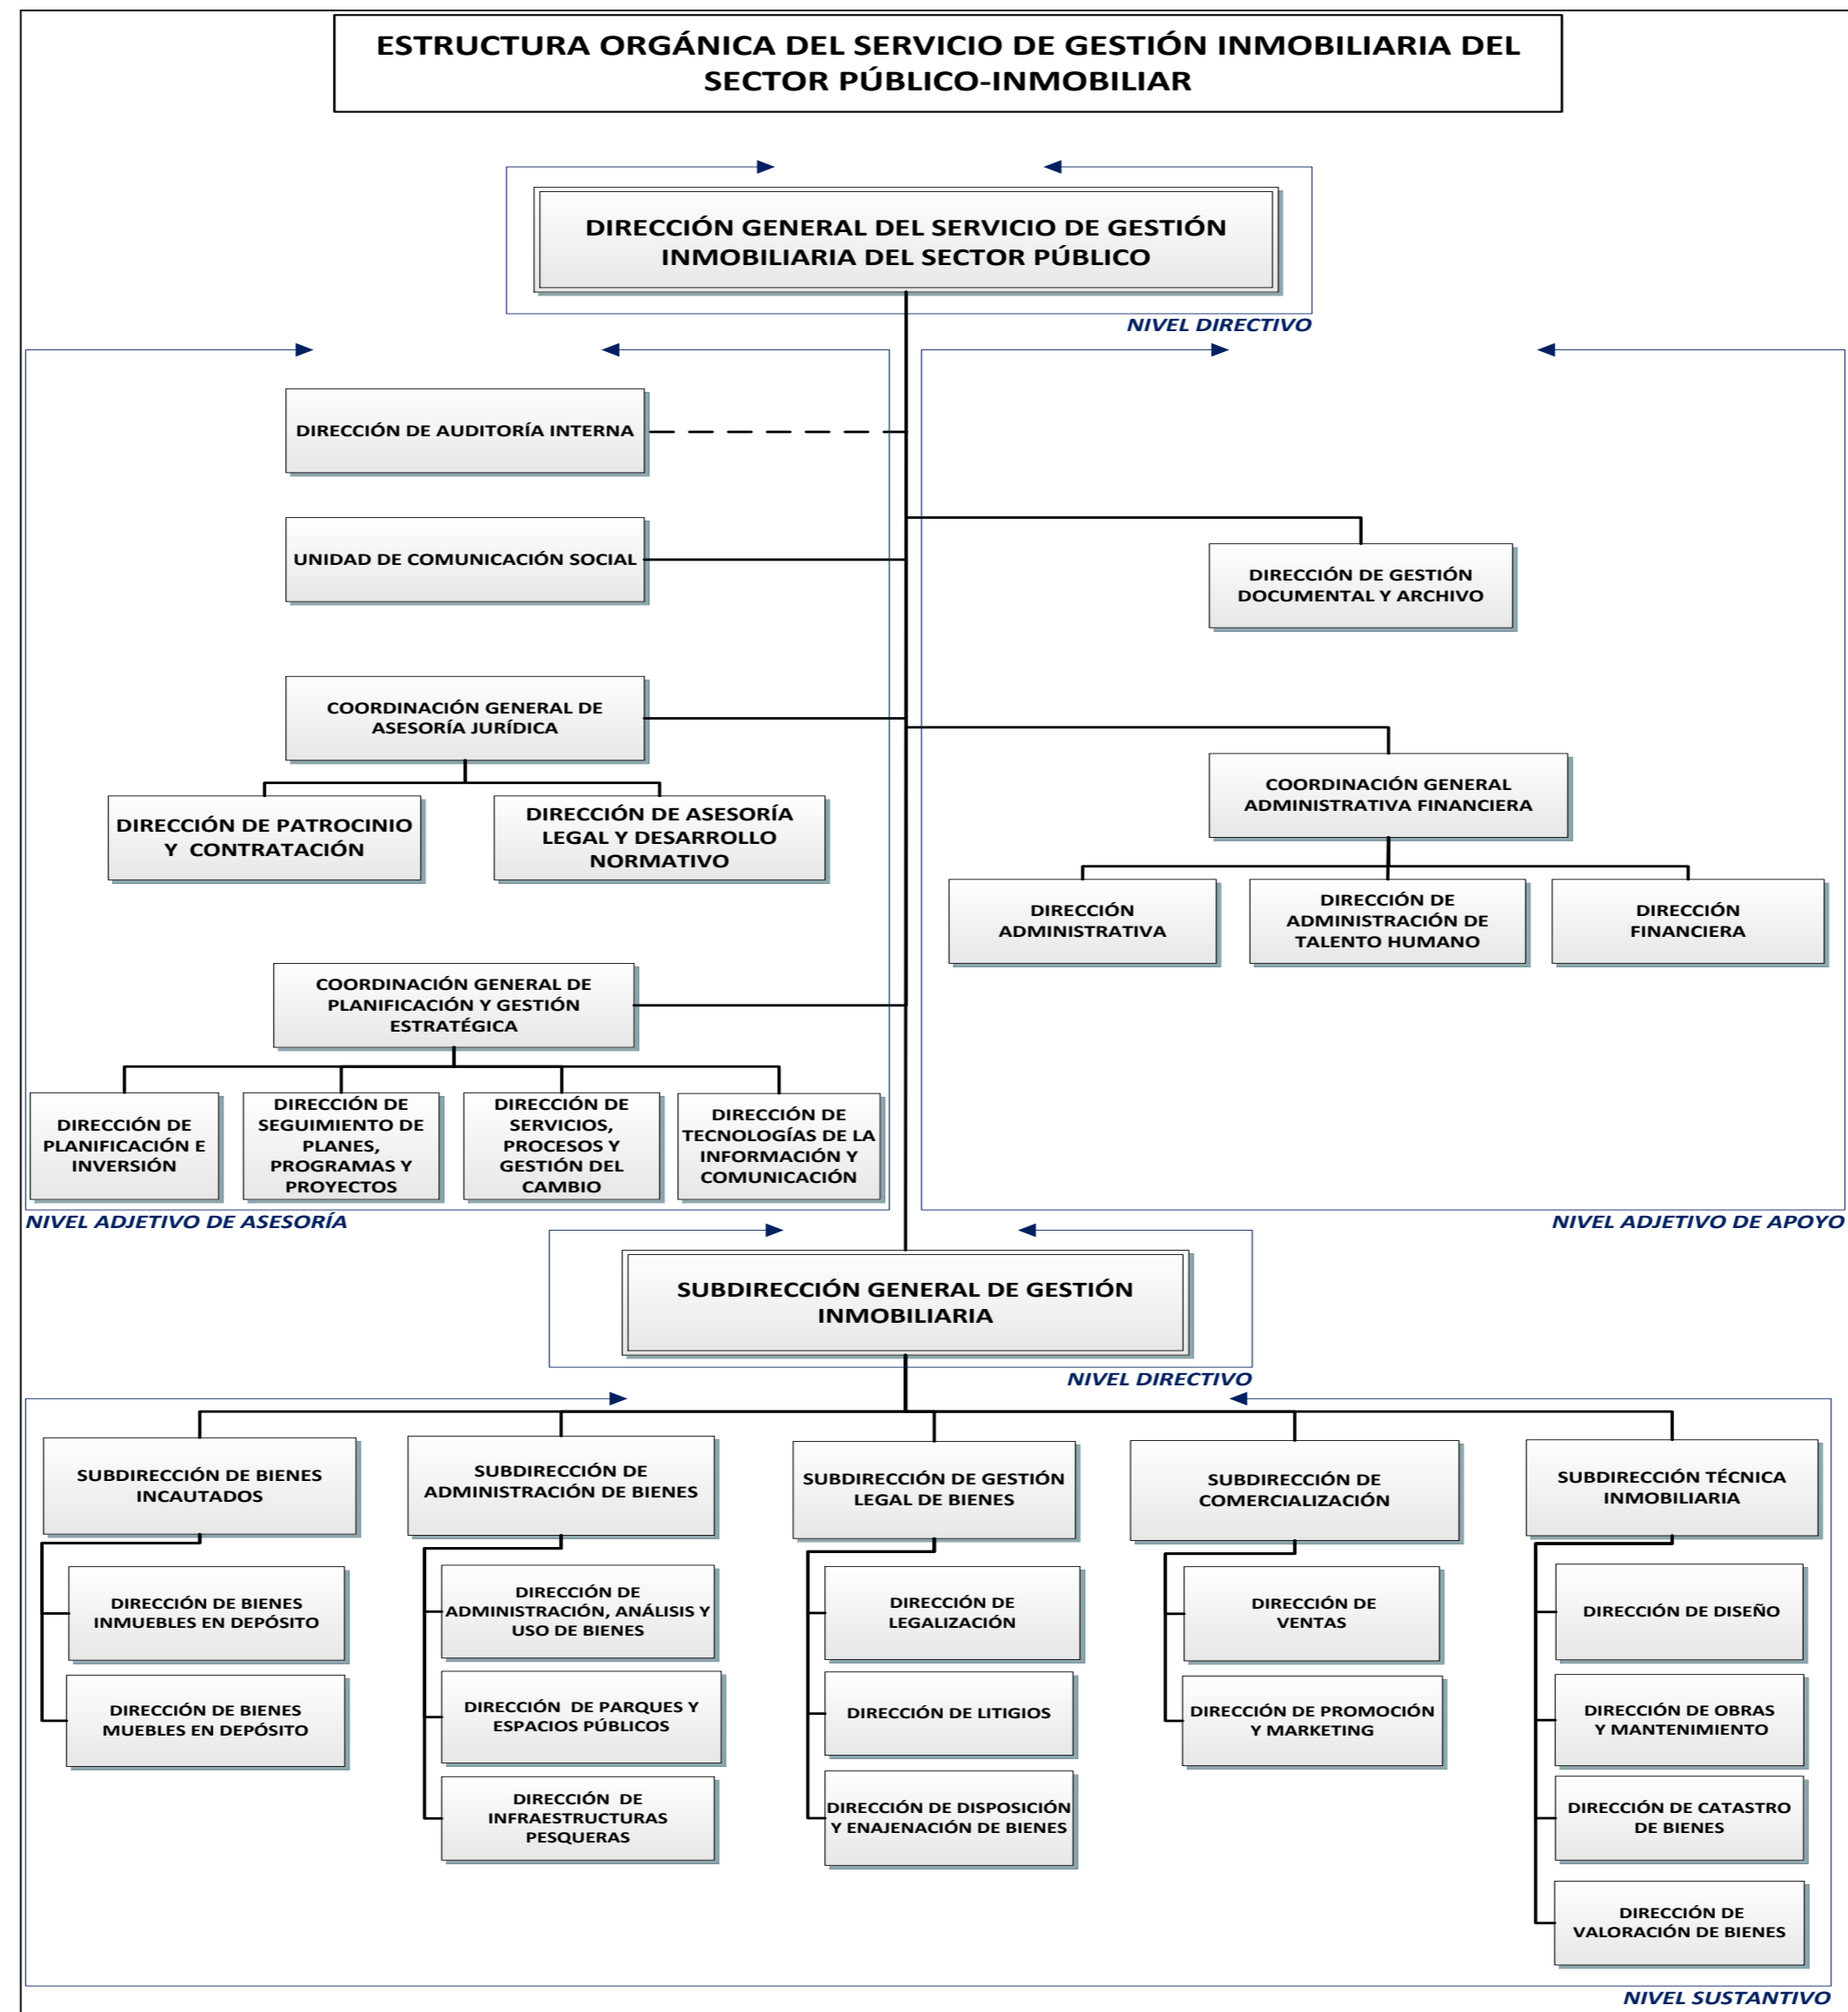 ESTRUCTURA ORGÁNICA DEL SERVICIO DE GESTIÓN INMOBILIARIA DEL
SECTOR PÚBLICO-INMOBILIAR
DIRECCIÓN GENERAL DEL SERVICIO DE GESTIÓN
INMOBILIARIA DEL SECTOR PÚBLICO
NIVEL DIRECTIVO
DIRECCIÓN DE AUDITORÍA INTERNA
UNIDAD DE COMUNICACIÓN SOCIAL
DIRECCIÓN DE GESTIÓN
DOCUMENTAL Y ARCHIVO
COORDINACIÓN GENERAL DE
ASESORÍA JURÍDICA
DIRECCIÓN DE PATROCINIO
Y CONTRATACIÓN
DIRECCIÓN DE ASESORÍA
LEGAL Y DESARROLLO
NORMATIVO
COORDINACIÓN GENERAL
ADMINISTRATIVA FINANCIERA
DIRECCIÓN
ADMINISTRATIVA
DIRECCIÓN DE
ADMINISTRACIÓN DE
TALENTO HUMANO
DIRECCIÓN
FINANCIERA
COORDINACIÓN GENERAL DE
PLANIFICACIÓN Y GESTIÓN
ESTRATÉGICA
DIRECCIÓN DE
PLANIFICACIÓN E
INVERSIÓN
DIRECCIÓN DE
SEGUIMIENTO DE
PLANES,
PROGRAMAS Y
PROYECTOS
DIRECCIÓN DE
SERVICIOS,
PROCESOS Y
GESTIÓN DEL
CAMBIO
DIRECCIÓN DE
TECNOLOGÍAS DE LA
INFORMACIÓN Y
COMUNICACIÓN
NIVEL ADJETIVO DE ASESORÍA
NIVEL ADJETIVO DE APOYO
SUBDIRECCIÓN GENERAL DE GESTIÓN
INMOBILIARIA
NIVEL DIRECTIVO
SUBDIRECCIÓN DE BIENES
INCAUTADOS
DIRECCIÓN DE BIENES
INMUEBLES EN DEPÓSITO
DIRECCIÓN DE BIENES
MUEBLES EN DEPÓSITO
SUBDIRECCIÓN DE
ADMINISTRACIÓN DE BIENES
DIRECCIÓN DE
ADMINISTRACIÓN, ANÁLISIS Y
USO DE BIENES
DIRECCIÓN DE PARQUES Y
ESPACIOS PÚBLICOS
DIRECCIÓN DE
INFRAESTRUCTURAS
PESQUERAS
SUBDIRECCIÓN DE GESTIÓN
LEGAL DE BIENES
DIRECCIÓN DE
LEGALIZACIÓN
DIRECCIÓN DE LITIGIOS
DIRECCIÓN DE DISPOSICIÓN
Y ENAJENACIÓN DE BIENES
SUBDIRECCIÓN DE
COMERCIALIZACIÓN
DIRECCIÓN DE
VENTAS
DIRECCIÓN DE PROMOCIÓN
Y MARKETING
SUBDIRECCIÓN TÉCNICA
INMOBILIARIA
DIRECCIÓN DE DISEÑO
DIRECCIÓN DE OBRAS
Y MANTENIMIENTO
DIRECCIÓN DE CATASTRO
DE BIENES
DIRECCIÓN DE
VALORACIÓN DE BIENES
NIVEL SUSTANTIVO